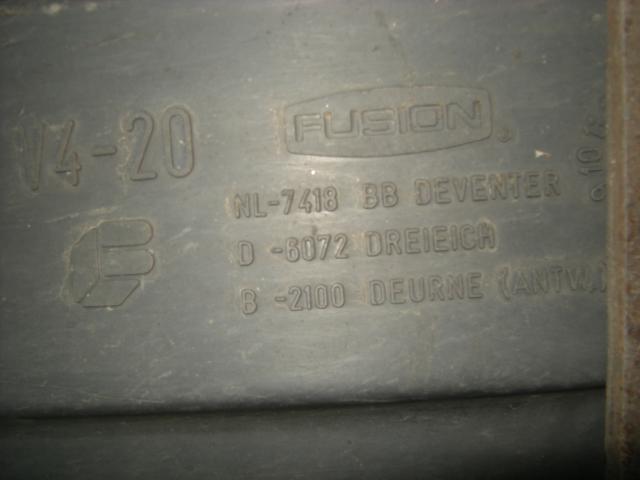 V4-20
FUSION
NL-7418 BB DEVENTER
D -6072 DREIEICH
B -2100 DEURNE (ANTW.)